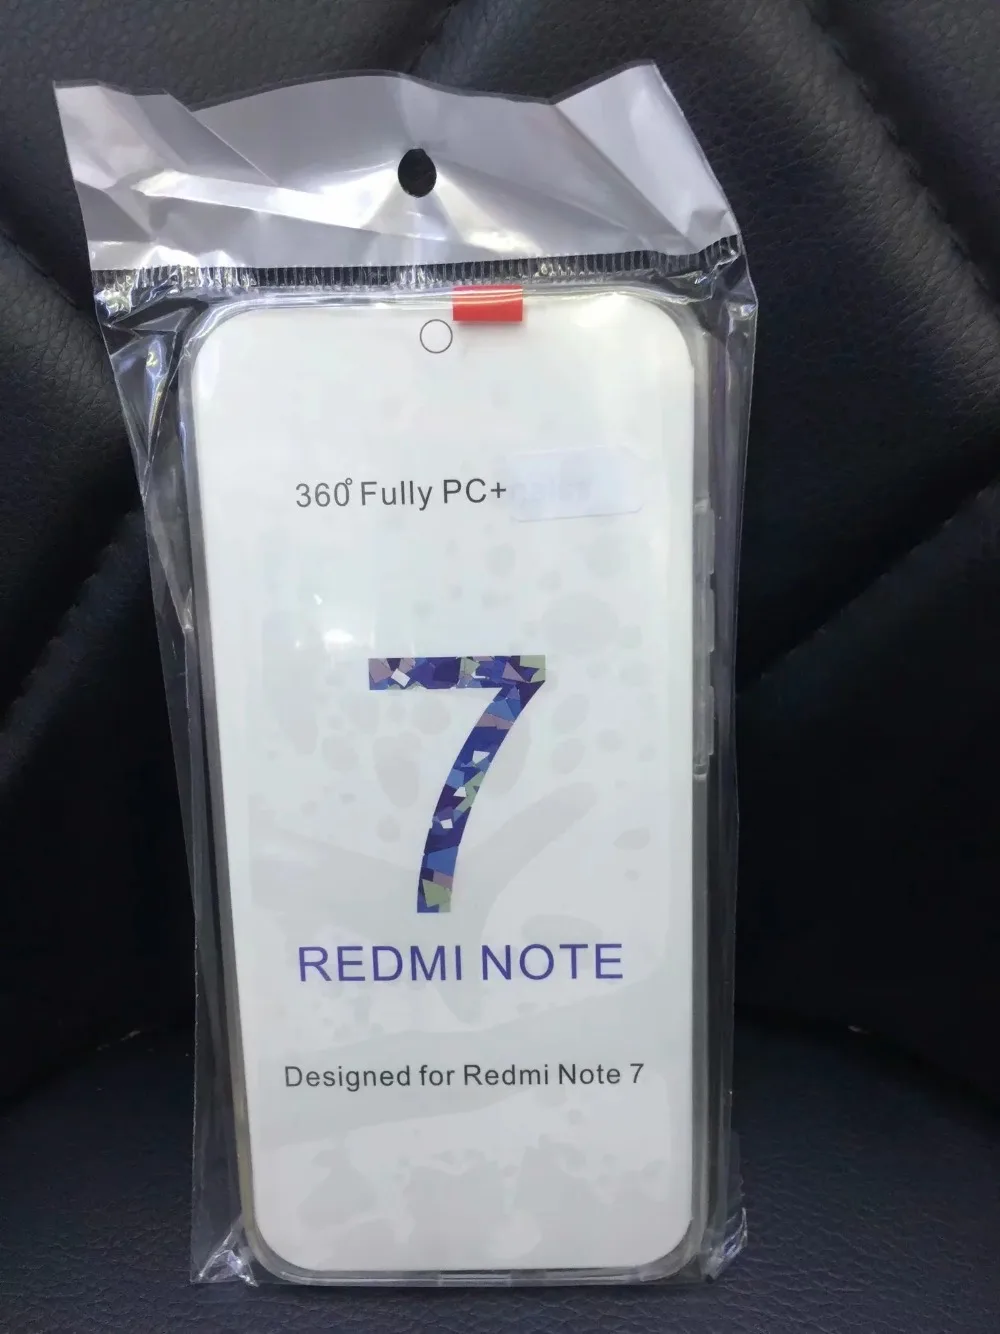 360° Fully PC+
7
REDMI NOTE
Designed for Redmi Note 7